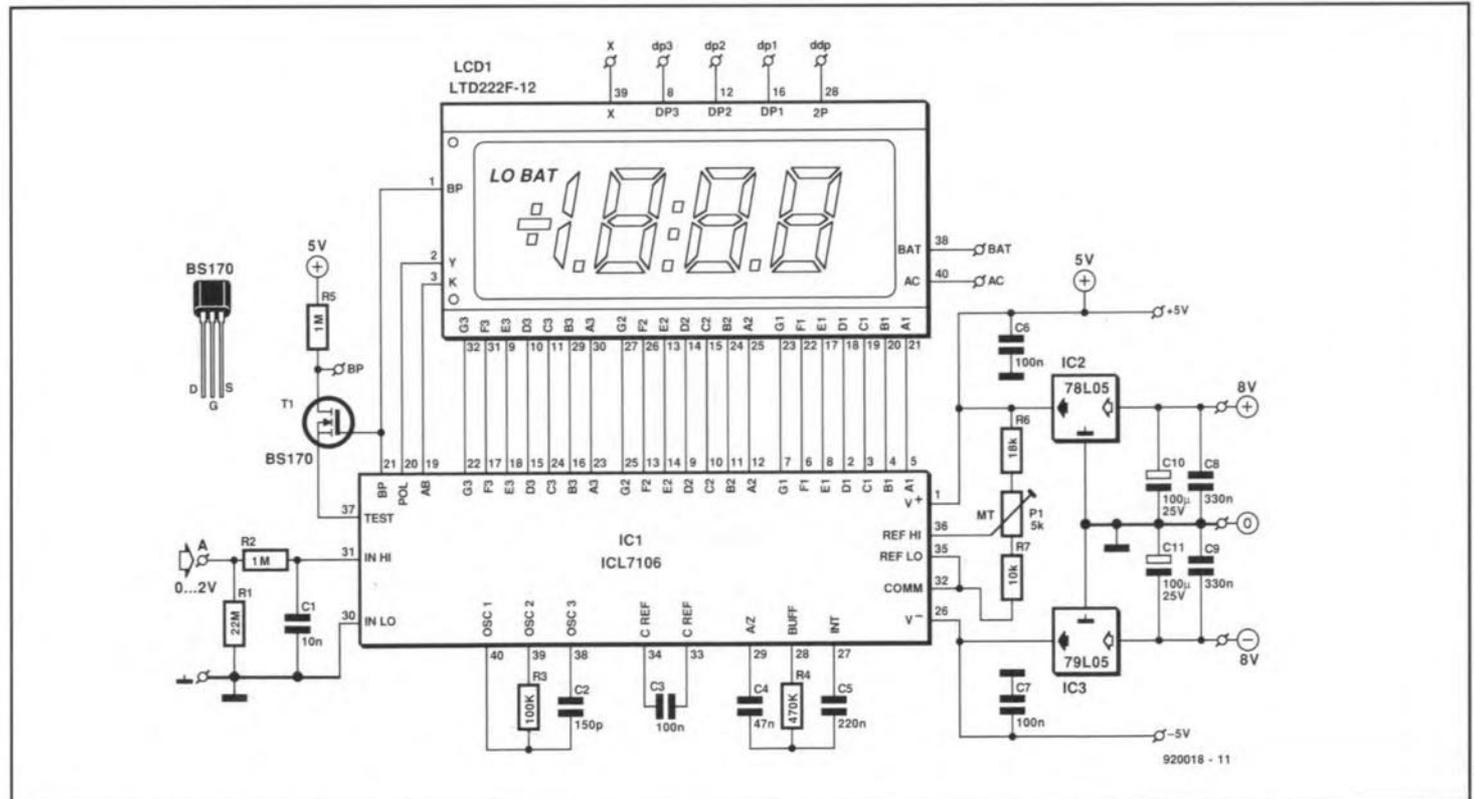 X dp3 dp2 dp1 ddp
LCD1
LTD222F-12
39 8 12 16 28
X DP3 DP2 DP1 2P
LO BAT
1 BP
2 Y
3 K
BAT 38 BAT
AC 40 AC
BS170
D G S
5V
R5
1M
BP
T1
BS170
G3 F3 E3 D3 C3 B3 A3 G2 F2 E2 D2 C2 B2 A2 G1 F1 E1 D1 C1 B1 A1
32 31 9 10 11 29 30 27 26 13 14 15 24 25 23 22 17 18 19 20 21
21 20 19 22 17 18 15 24 16 23 25 13 14 9 10 11 12 7 6 8 2 3 4 5
BP POL AB G3 F3 E3 D3 C3 B3 A3 G2 F2 E2 D2 C2 B2 A2 G1 F1 E1 D1 C1 B1 A1
37 TEST
A
0...2V
R2
1M
31 IN HI
R1
22M
C1
10n
30 IN LO
IC1
ICL7106
V+ 1
REF HI 36
REF LO 35
COMM 32
V- 26
OSC 1 OSC 2 OSC 3 C REF C REF A/Z BUFF INT
40 39 38 34 33 29 28 27
R3
100K
C2
150p
C3
100n
C4
47n
R4
470K
C5
220n
5V
+5V
C6
100n
IC2
78L05
8V
R6
18k
MT P1
5k
R7
10k
C10
100µ
25V
C8
330n
0
C11
100µ
25V
C9
330n
79L05
IC3
8V
C7
100n
-5V
920018 - 11